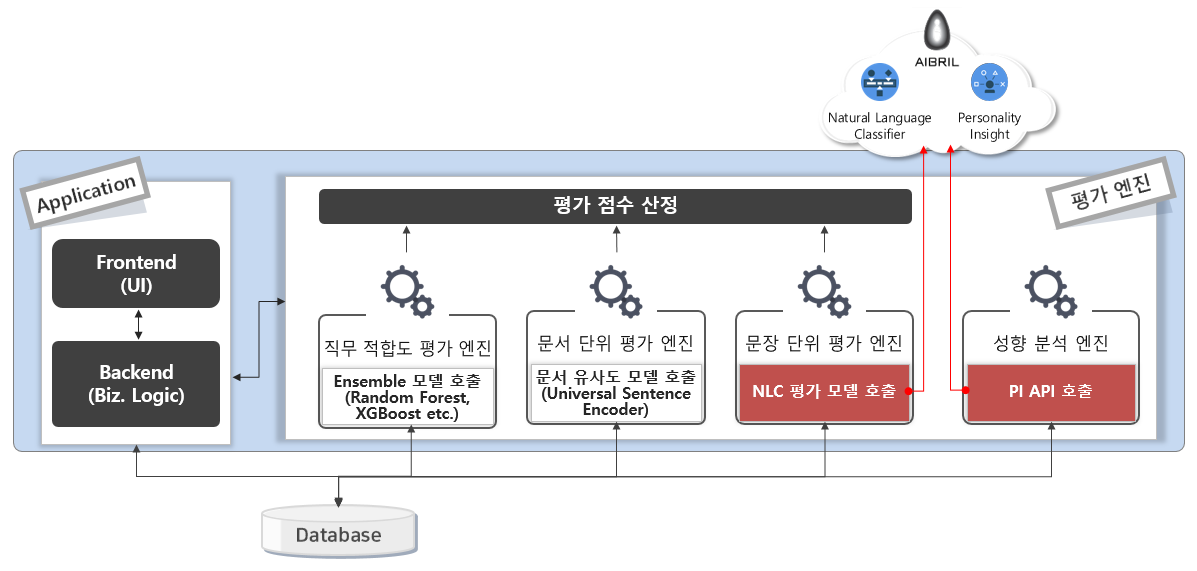 AIBRIL
Natural Language
Classifier
Personality
Insight
Application
평가 엔진
평가 점수 산정
Frontend
(UI)
Backend
(Biz. Logic)
직무 적합도 평가 엔진
Ensemble 모델 호출
(Random Forest,
XGBoost etc.)
문서 단위 평가 엔진
문서 유사도 모델 호출
(Universal Sentence
Encoder)
문장 단위 평가 엔진
NLC 평가 모델 호출
성향 분석 엔진
PI API 호출
Database